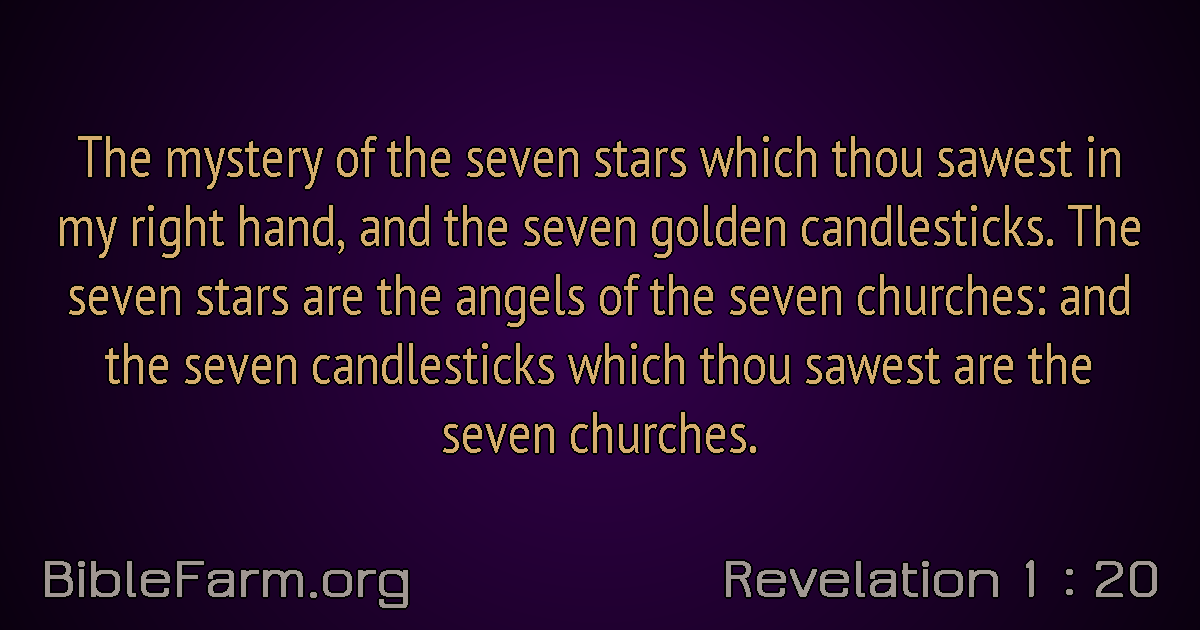 The mystery of the seven stars which thou sawest in
my right hand, and the seven golden candlesticks. The
seven stars are the angels of the seven churches: and
the seven candlesticks which thou sawest are the
seven churches.
BibleFarm.org
Revelation 1 : 20